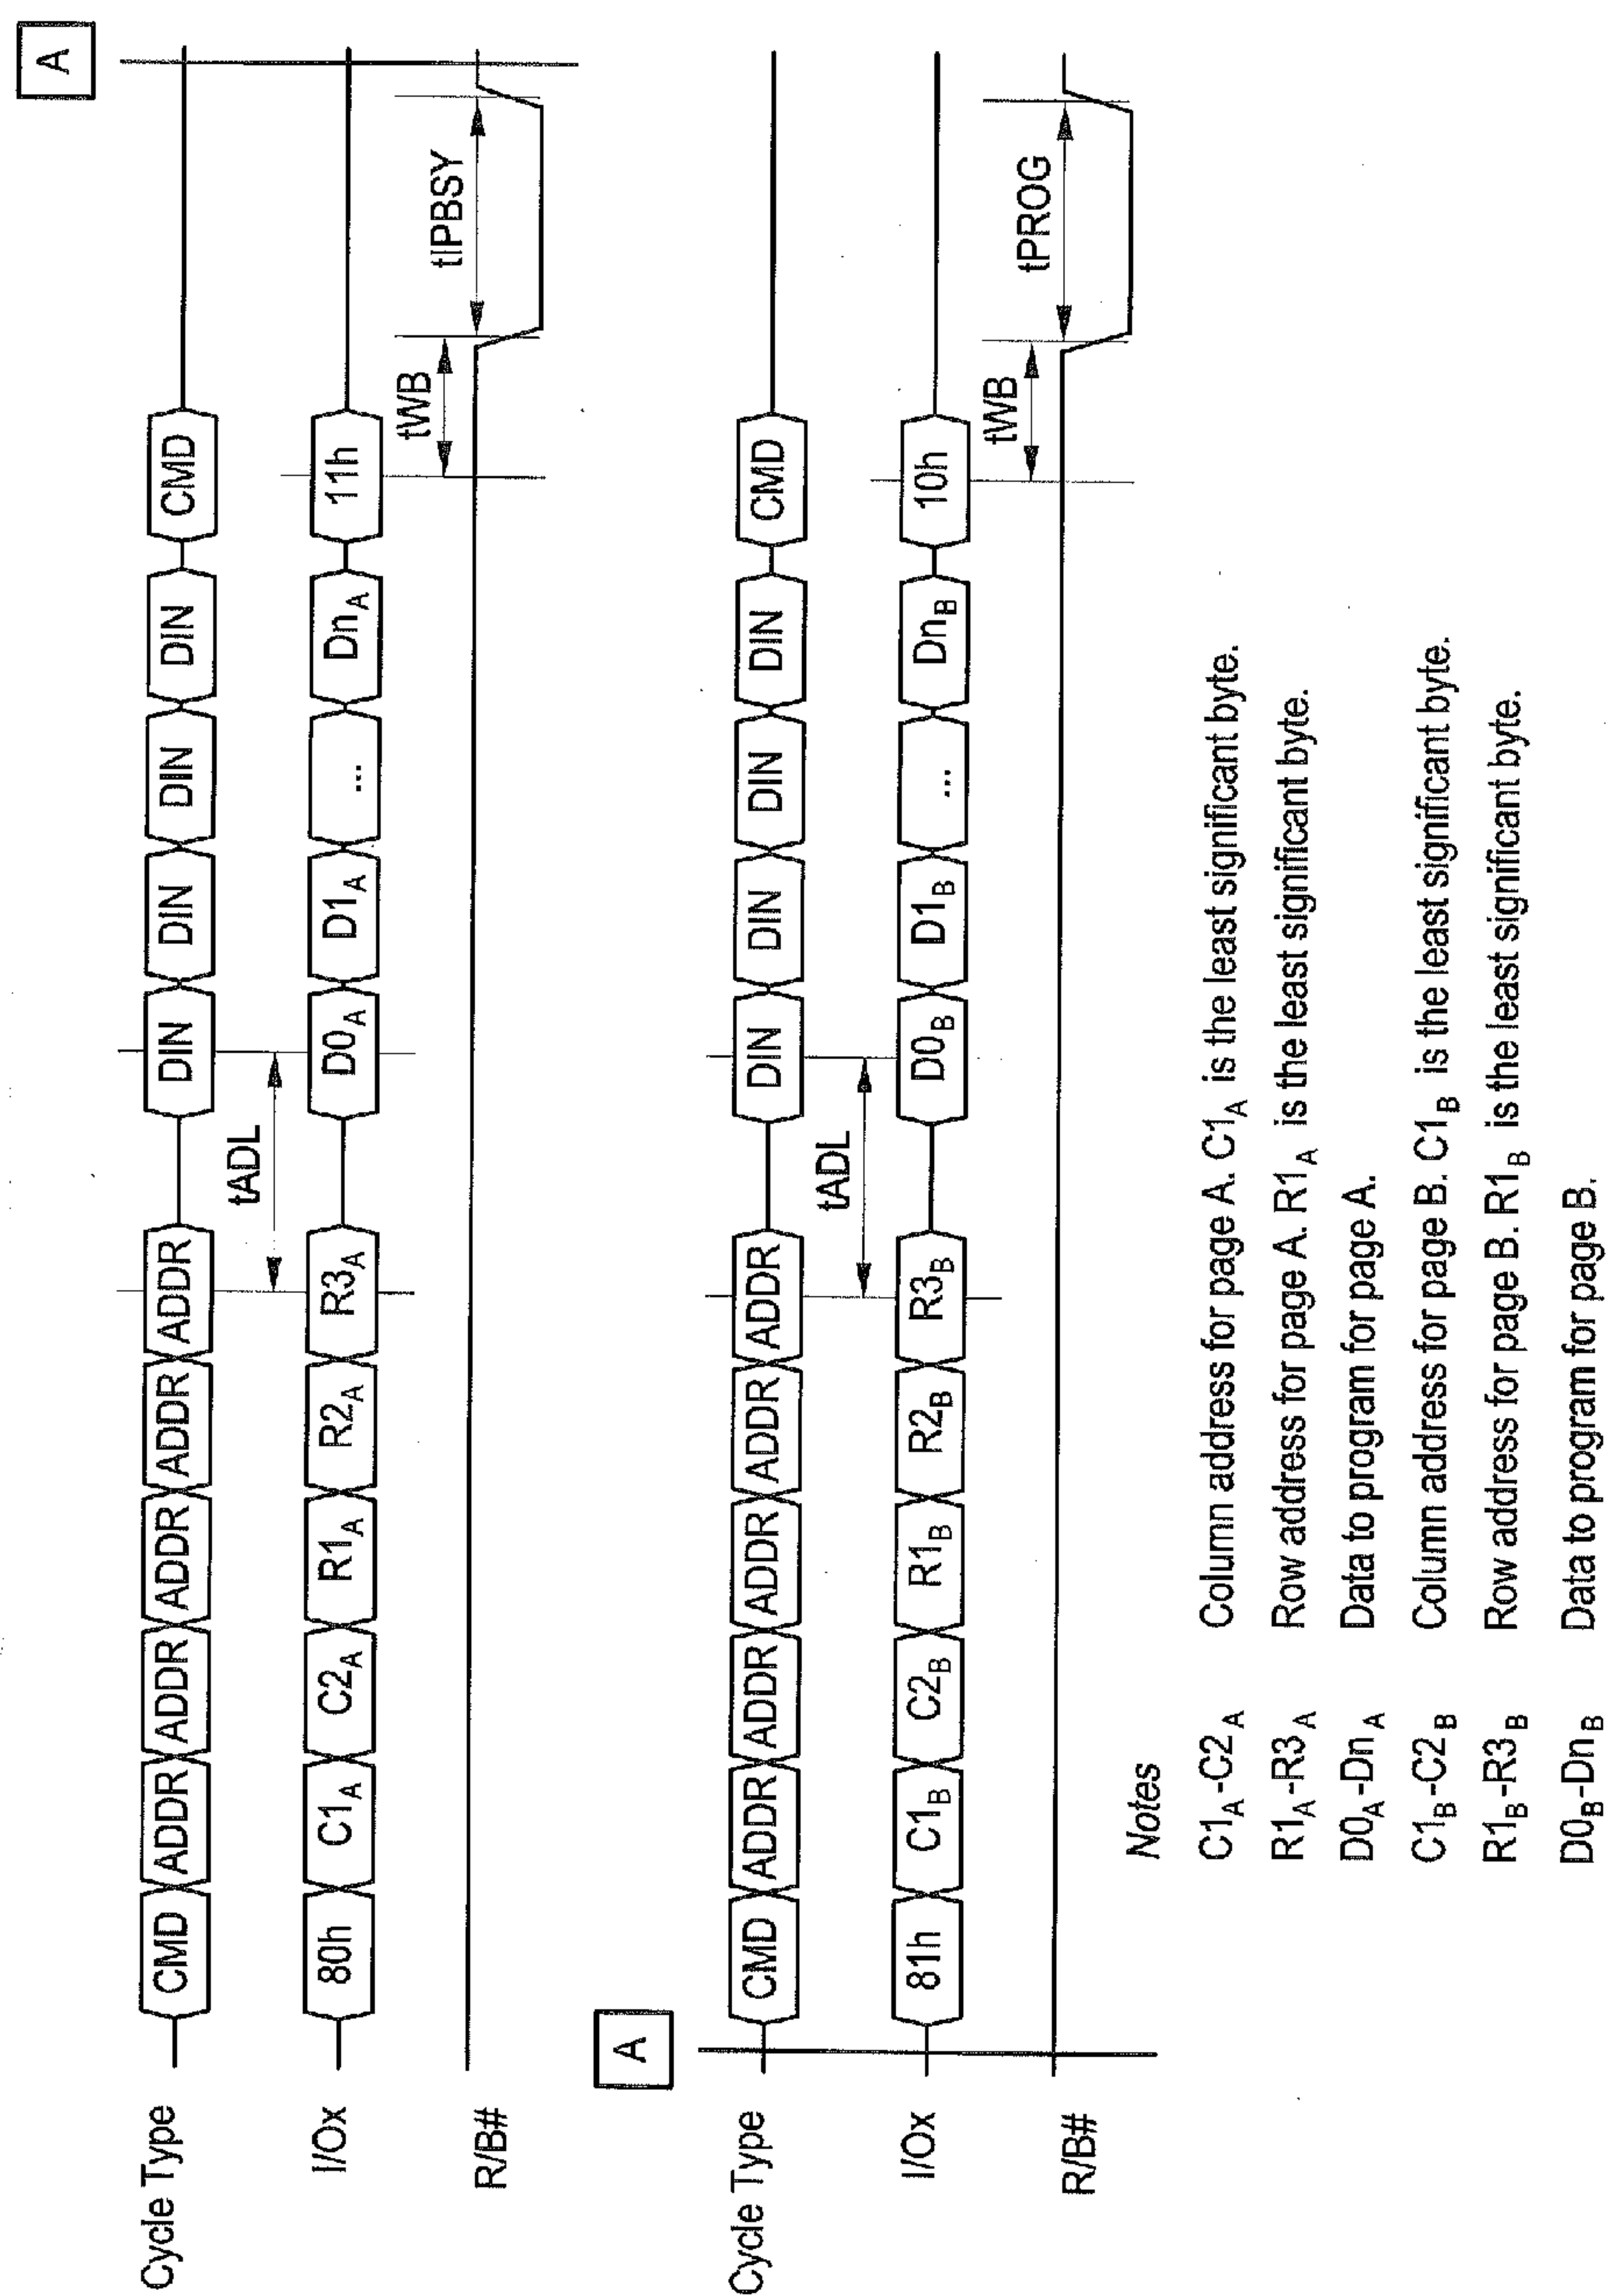 A
Cycle Type CMD ADDR ADDR ADDR ADDR ADDR DIN DIN DIN DIN CMD
tADL
I/Ox 80h C1A C2A R1A R2A R3A D0A D1A ... DnA 11h
tWB tIPBSY
R/B#
A
Cycle Type CMD ADDR ADDR ADDR ADDR ADDR DIN DIN DIN DIN CMD
tADL
I/Ox 81h C1B C2B R1B R2B R3B D0B D1B ... DnB 10h
tWB tPROG
R/B#
Notes
C1A-C2A Column address for page A. C1A is the least significant byte.
R1A-R3A Row address for page A. R1A is the least significant byte.
D0A-DnA Data to program for page A.
C1B-C2B Column address for page B. C1B is the least significant byte.
R1B-R3B Row address for page B. R1B is the least significant byte.
D0B-DnB Data to program for page B.